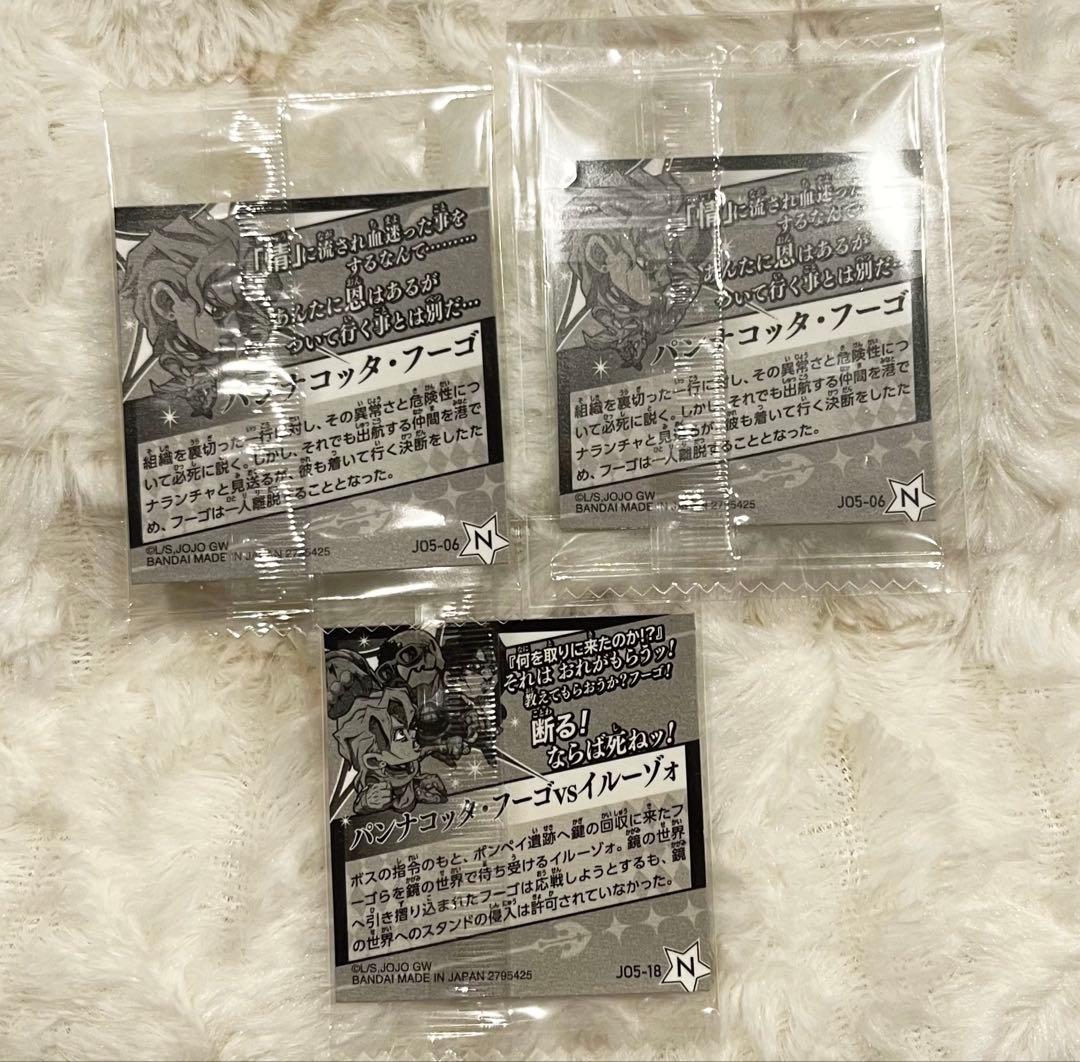 「情」に流され血迷った事を
するなんて………
あんたに恩はあるが
ついて行く事とは別だ…
パンナコッタ・フーゴ
組織を裏切った一行に対し、その異常さと危険性につ
いて必死に説く。しかし、それでも出航する仲間を港で
ナランチャと見送るが、彼も着いて行く決断をしたた
め、フーゴは一人離脱することとなった。
©L/S,JOJO GW
BANDAI MADE IN JAPAN 2795425
JO5-06 N
「情」に流され血迷った
するなんて…
あんたに恩はあるが
ついて行く事とは別だ…
パンナコッタ・フーゴ
組織を裏切った一行に対し、その異常さと危険性につ
いて必死に説く。しかし、それでも出航する仲間を港で
ナランチャと見送るが、彼も着いて行く決断をしたた
め、フーゴは一人離脱することとなった。
©L/S,JOJO GW
BANDAI MADE IN JAPAN 2795425
JO5-06 N
『何を取りに来たのか!?』
それは おれがもらうッ!
教えてもらおうか?フーゴ!
断る!
ならば死ねッ!
パンナコッタ・フーゴvsイルーゾォ
ボスの指令のもと、ポンペイ遺跡へ鍵の回収に来たフ
ーゴらを鏡の世界で待ち受けるイルーゾォ。鏡の世界
へ引き摺り込まれたフーゴは応戦しようとするも、鏡
の世界へのスタンドの侵入は許可されていなかった。
©L/S,JOJO GW
BANDAI MADE IN JAPAN 2795425
JO5-18 N